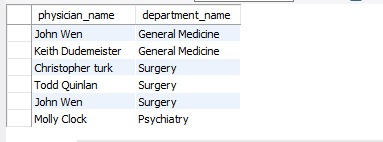 physician_name department_name
John Wen General Medicine
Keith Dudemeister General Medicine
Christopher turk Surgery
Todd Quinlan Surgery
John Wen Surgery
Molly Clock Psychiatry